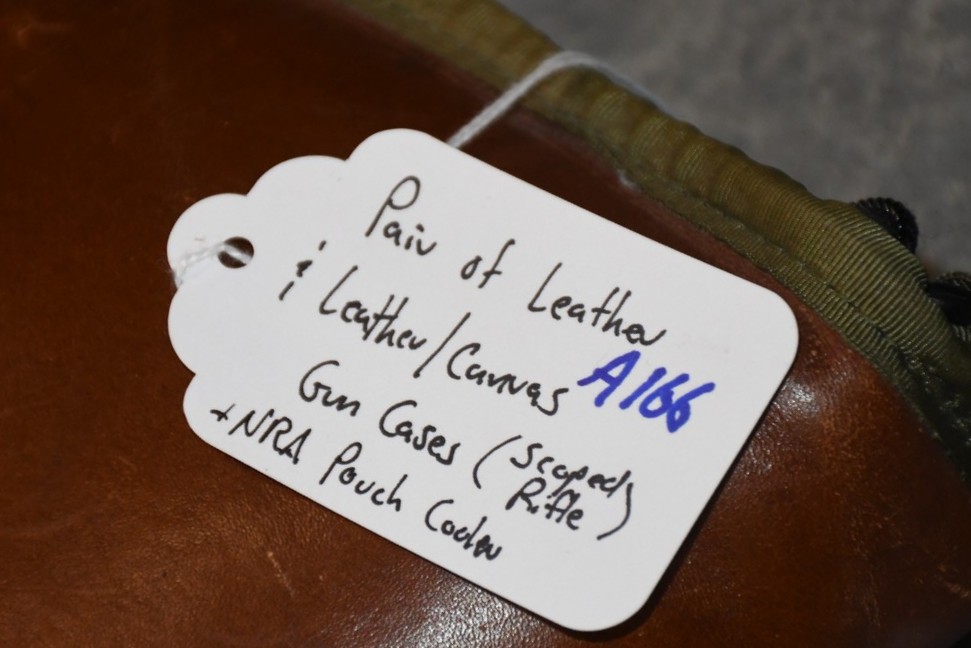 Pair of Leather
& Leather/Canvas A166
Gun Cases (Scoped
Rifle)
+ NRA Pouch Cooler